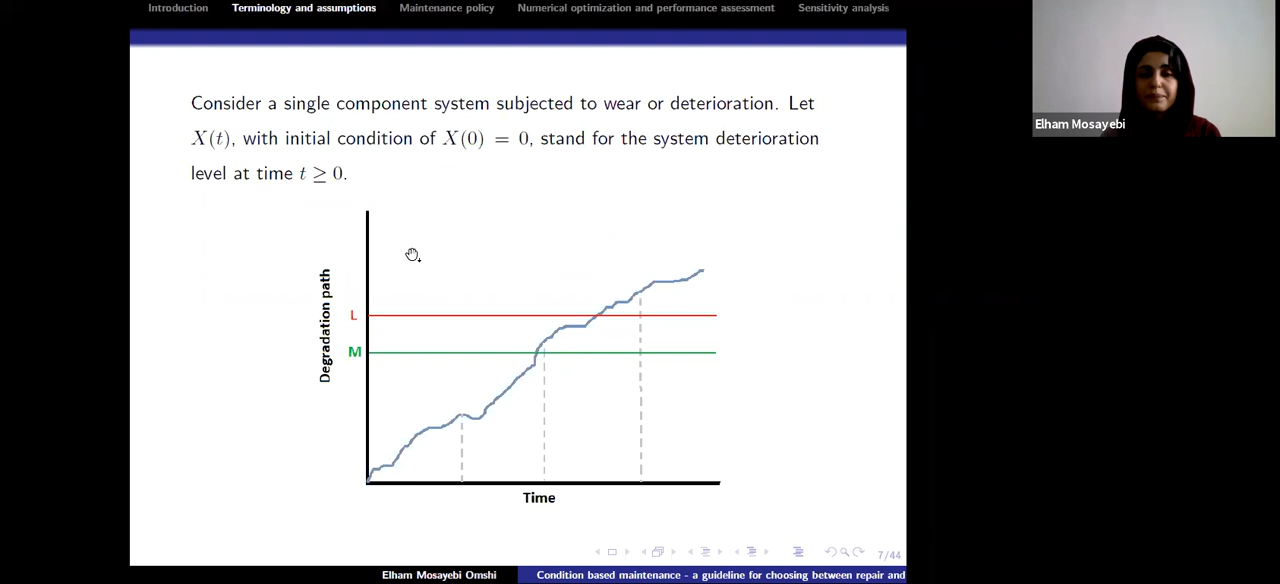 Introduction Terminology and assumptions Maintenance policy Numerical optimization and performance assessment Sensitivity analysis
Elham Mosayebi
Consider a single component system subjected to wear or deterioration. Let
X(t), with initial condition of X(0) = 0, stand for the system deterioration
level at time t ≥ 0.
Degradation path
L
M
Time
7/44
Elham Mosayebi Omshi Condition based maintenance - a guideline for choosing between repair and